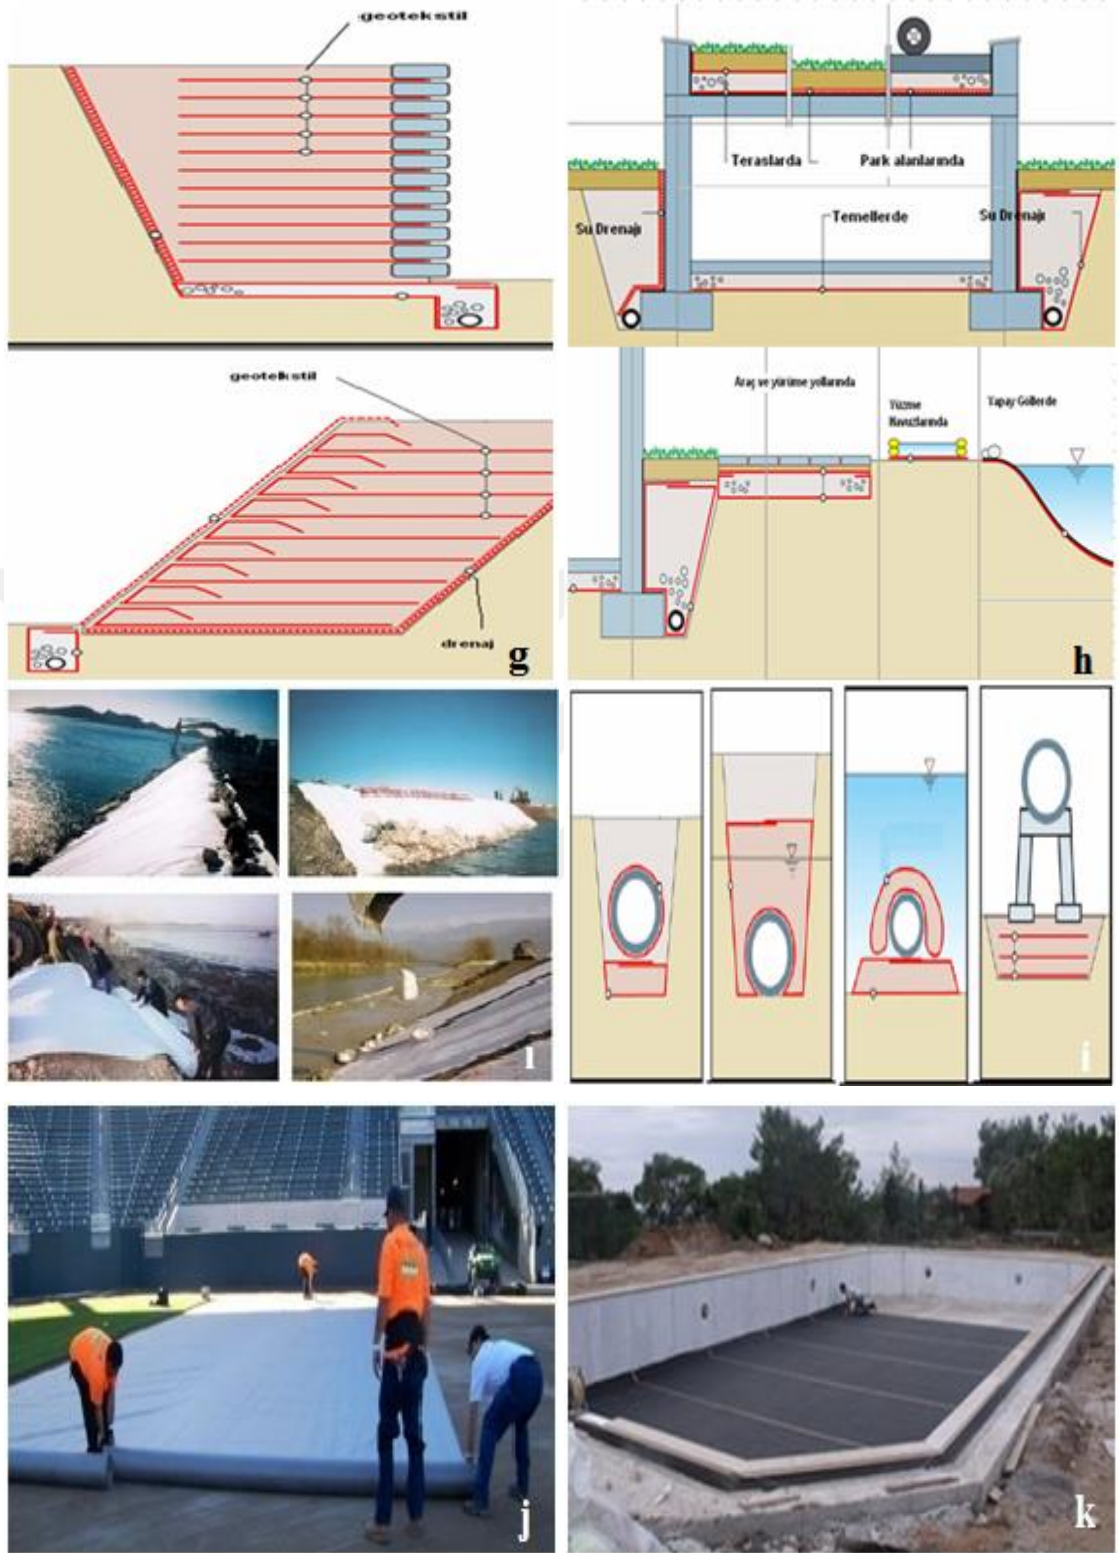 geotekstil
Teraslarda
Park alanlarında
Su Drenajı
Temellerde
Su Drenajı
geotekstil
drenaj
g
Araç ve yürüme yollarında
Yüzme
Havuzlarında
Yapay Göllerde
h
ı
i
j
k